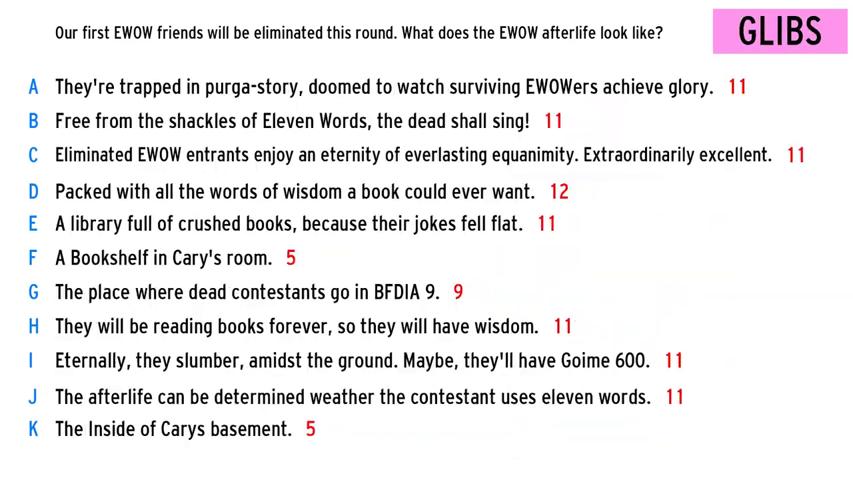 Our first EWOW friends will be eliminated this round. What does the EWOW afterlife look like?
GLIBS
A They're trapped in purga-story, doomed to watch surviving EWOWers achieve glory. 11
B Free from the shackles of Eleven Words, the dead shall sing! 11
C Eliminated EWOW entrants enjoy an eternity of everlasting equanimity. Extraordinarily excellent. 11
D Packed with all the words of wisdom a book could ever want. 12
E A library full of crushed books, because their jokes fell flat. 11
F A Bookshelf in Cary's room. 5
G The place where dead contestants go in BFDIA 9. 9
H They will be reading books forever, so they will have wisdom. 11
I Eternally, they slumber, amidst the ground. Maybe, they'll have Goime 600. 11
J The afterlife can be determined weather the contestant uses eleven words. 11
K The Inside of Carys basement. 5